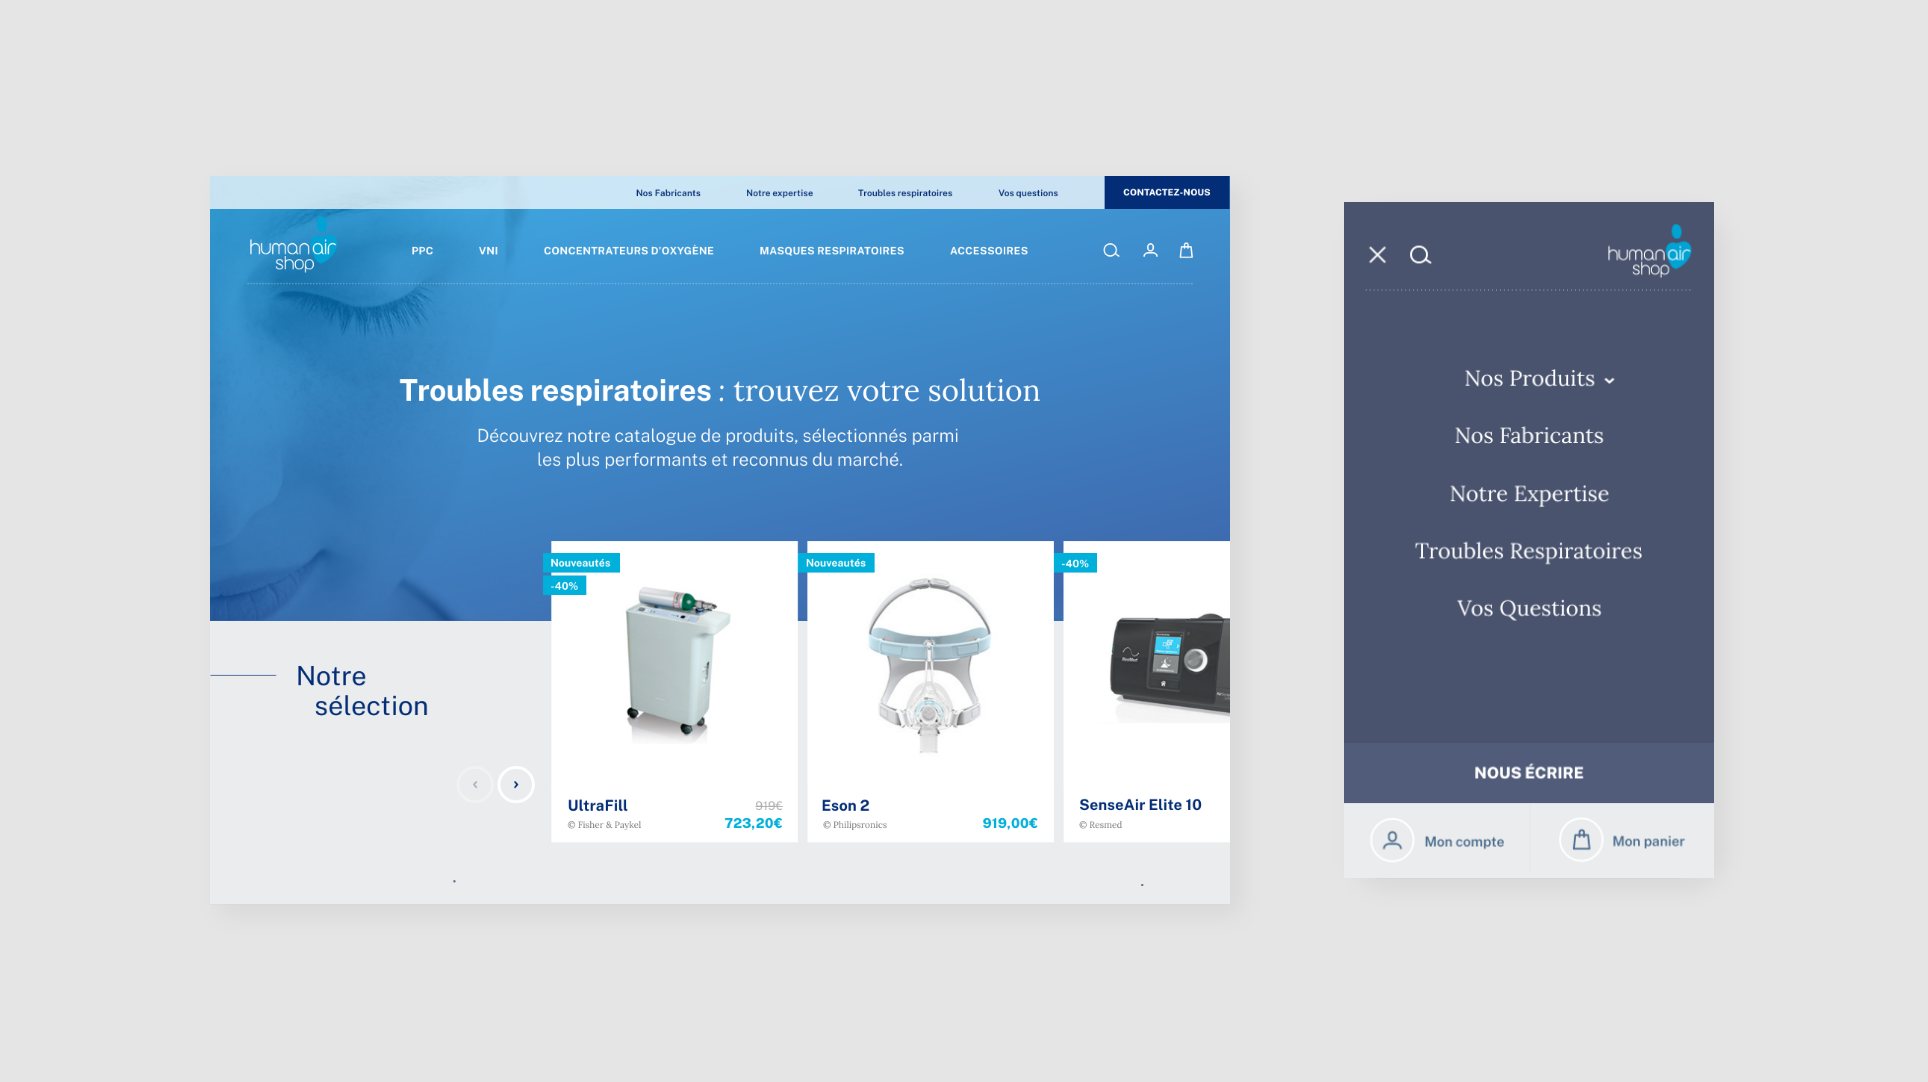 Nos Fabricants
Notre expertise
Troubles respiratoires
Vos questions
CONTACTEZ-NOUS
human air
shop
PPC
VNI
CONCENTRATEURS D'OXYGÈNE
MASQUES RESPIRATOIRES
ACCESSOIRES
Troubles respiratoires : trouvez votre solution
Découvrez notre catalogue de produits, sélectionnés parmi
les plus performants et reconnus du marché.
Notre
sélection
Nouveautés
-40%
UltraFill
© Fisher & Paykel
919€
723,20€
Nouveautés
Eson 2
© Philipsronics
919,00€
-40%
ResMed
SenseAir Elite 10
© Resmed
human air
shop
Nos Produits
Nos Fabricants
Notre Expertise
Troubles Respiratoires
Vos Questions
NOUS ÉCRIRE
Mon compte
Mon panier